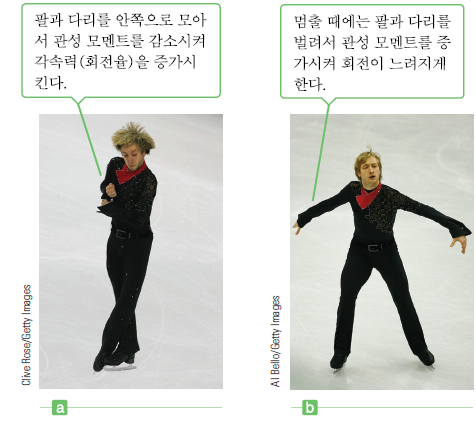 팔과 다리를 안쪽으로 모아
서 관성 모멘트를 감소시켜
각속력(회전율)을 증가시
킨다.
멈출 때에는 팔과 다리를
벌려서 관성 모멘트를 증
가시켜 회전이 느려지게
한다.
Clive Rose/Getty Images
Al Bello/Getty Images
a
b